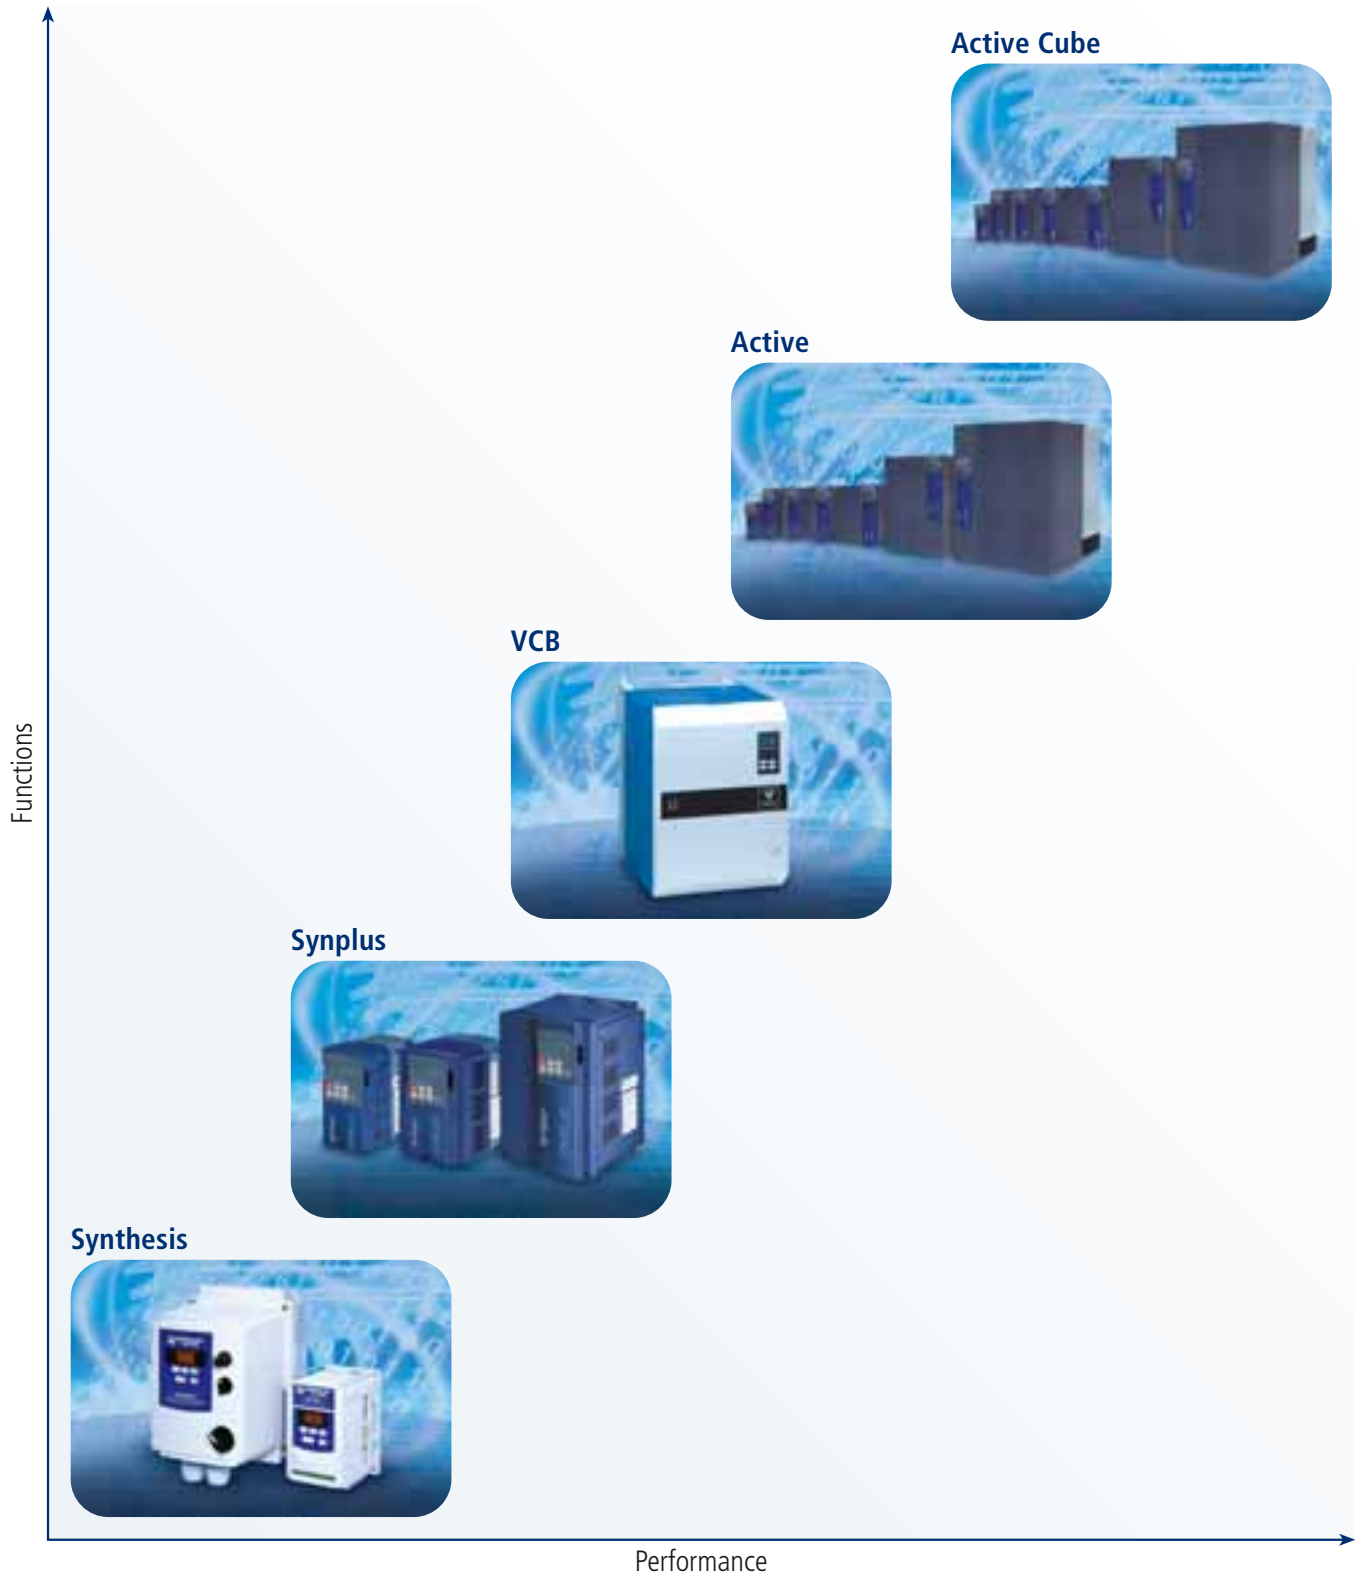 Active Cube
Active
VCB
Functions
Synplus
Synthesis
Performance